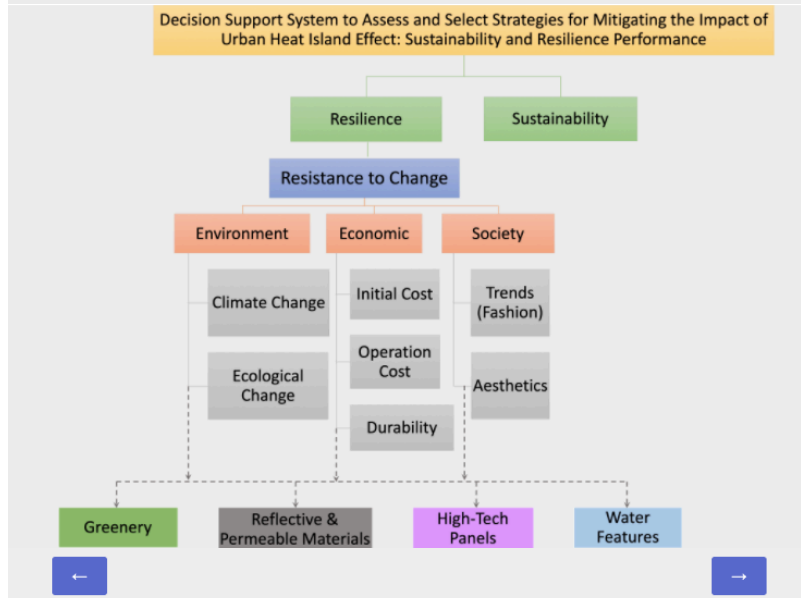 Decision Support System to Assess and Select Strategies for Mitigating the Impact of
Urban Heat Island Effect: Sustainability and Resilience Performance
Resilience
Sustainability
Resistance to Change
Environment
Economic
Society
Climate Change
Initial Cost
Trends
(Fashion)
Ecological
Change
Operation
Cost
Aesthetics
Durability
Greenery
Reflective &
Permeable Materials
High-Tech
Panels
Water
Features
←
→